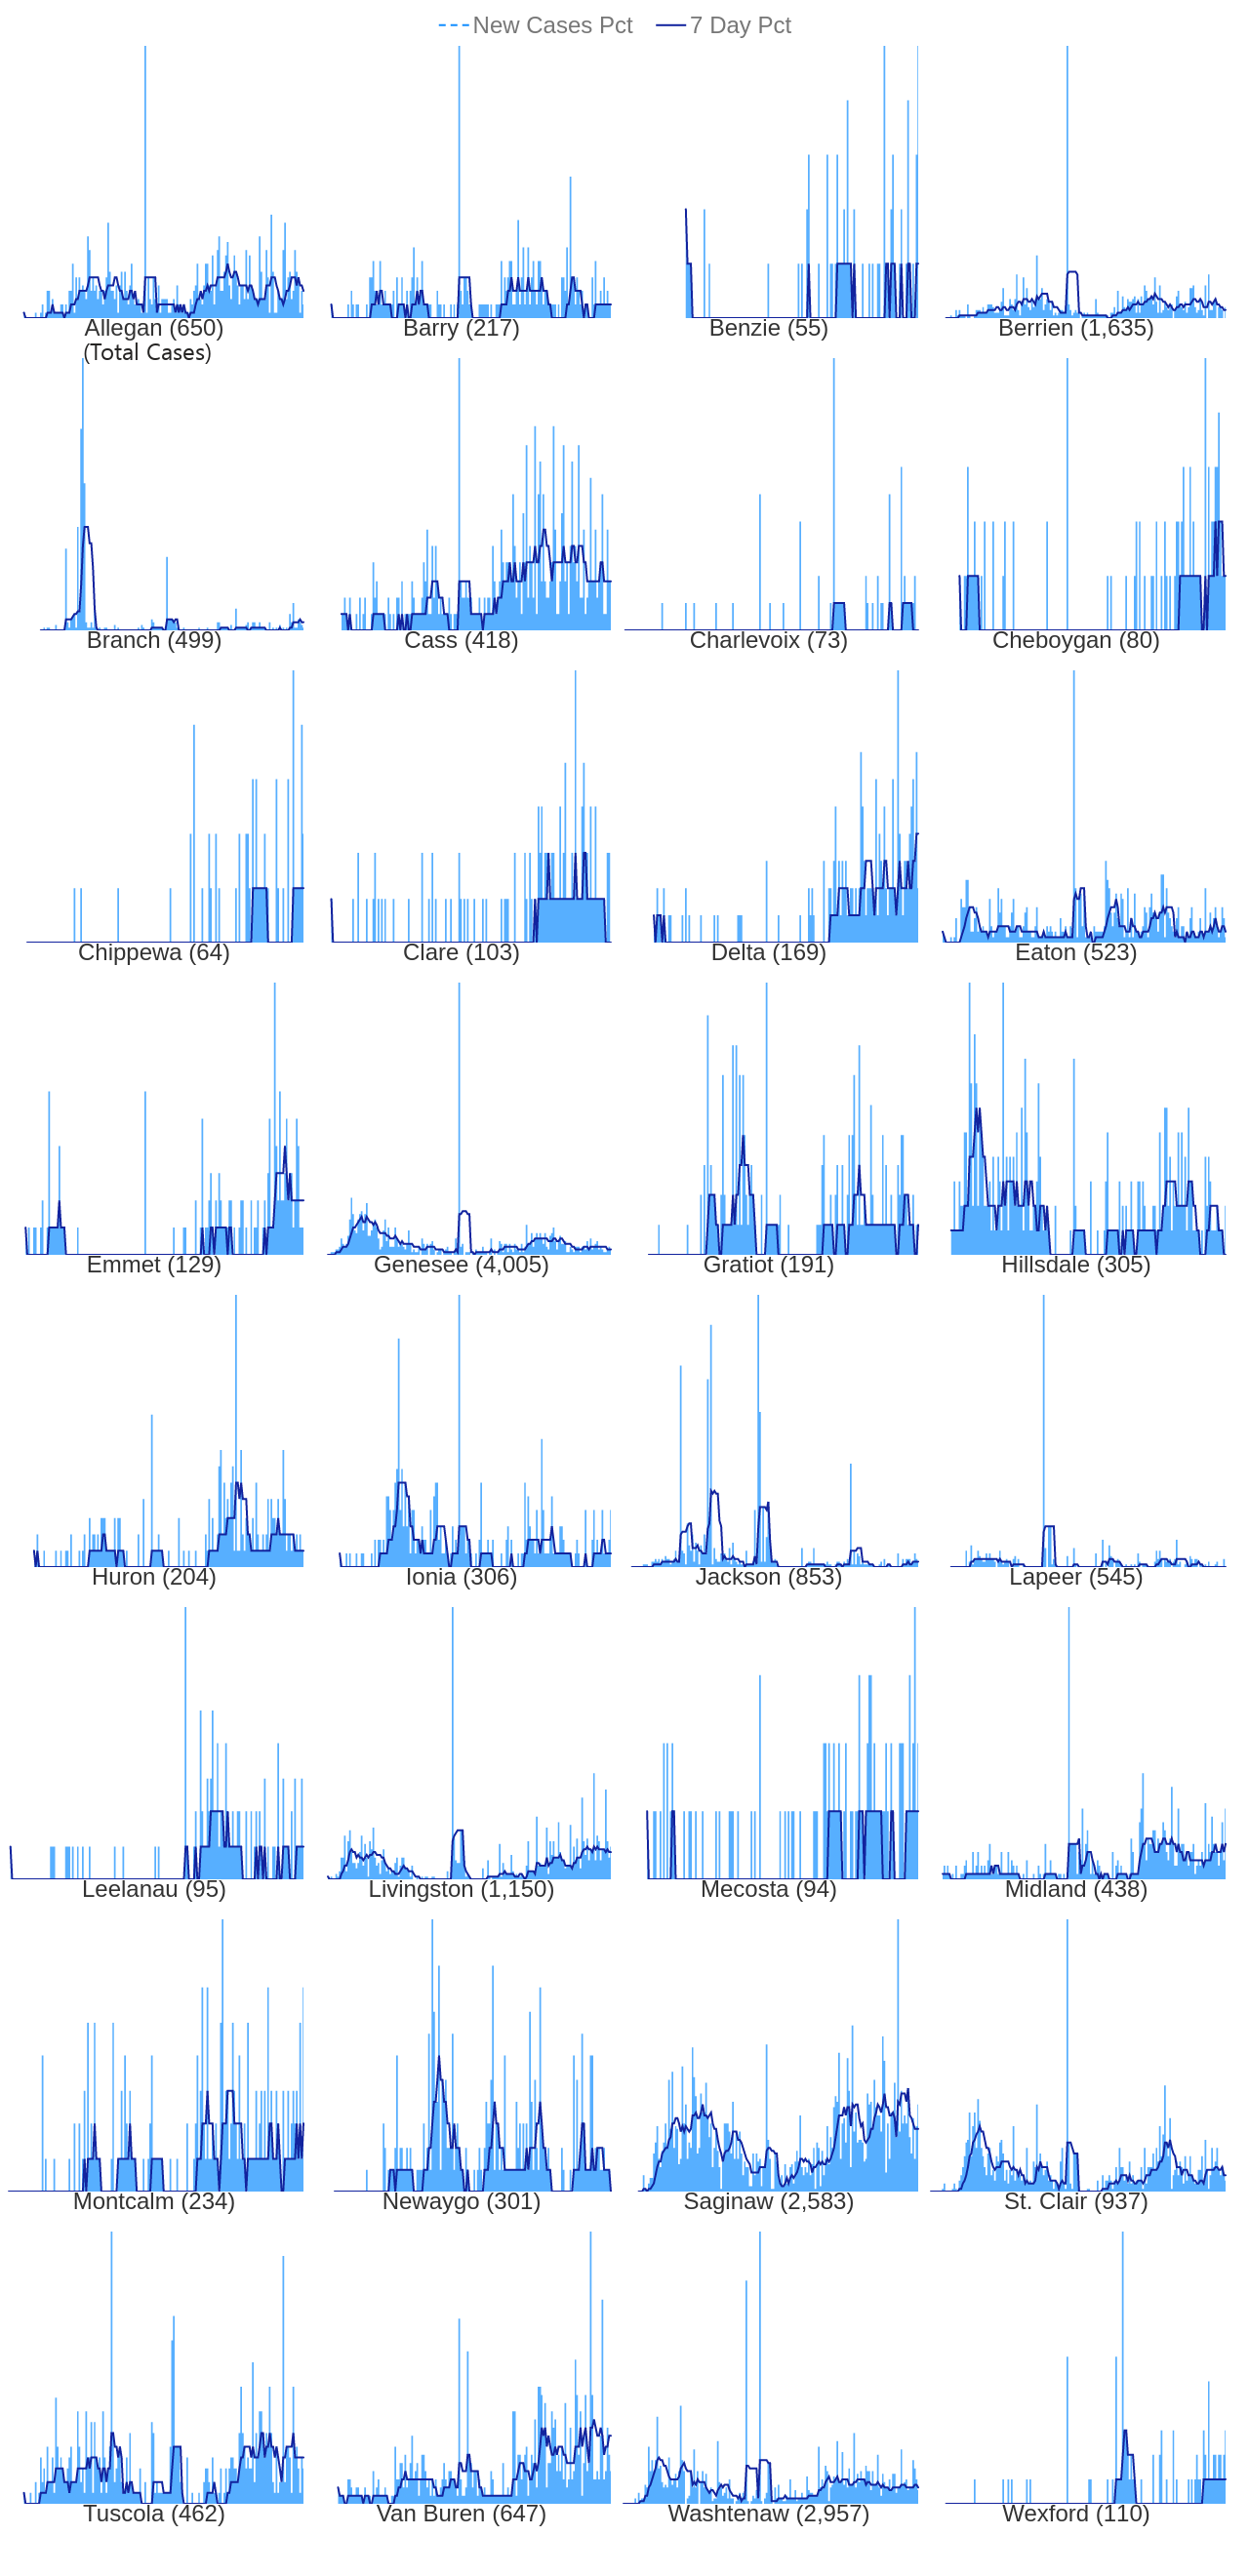 New Cases Pct 7 Day Pct
Allegan (650) Barry (217) Benzie (55) Berrien (1,635)
(Total Cases)
Branch (499) Cass (418) Charlevoix (73) Cheboygan (80)
Chippewa (64) Clare (103) Delta (169) Eaton (523)
Emmet (129) Genesee (4,005) Gratiot (191) Hillsdale (305)
Huron (204) Ionia (306) Jackson (853) Lapeer (545)
Leelanau (95) Livingston (1,150) Mecosta (94) Midland (438)
Montcalm (234) Newaygo (301) Saginaw (2,583) St. Clair (937)
Tuscola (462) Van Buren (647) Washtenaw (2,957) Wexford (110)